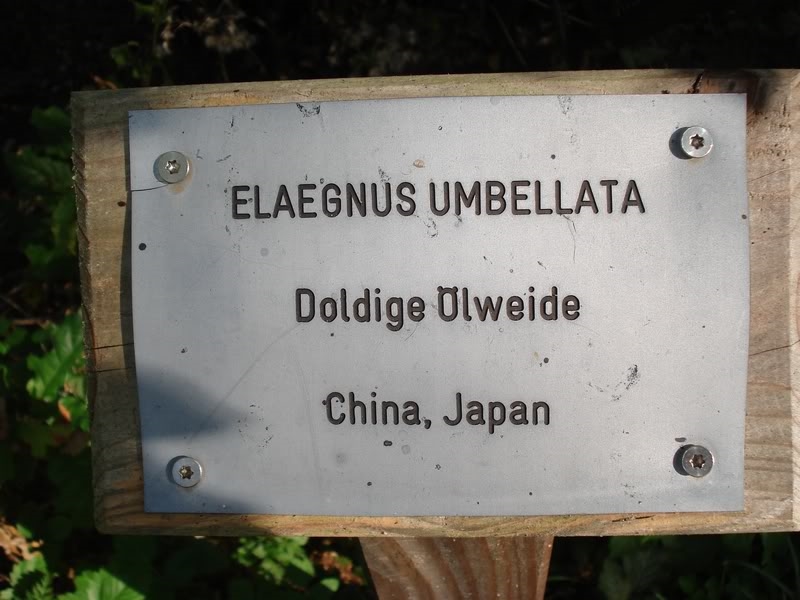 ELAEGNUS UMBELLATA
Doldige Ölweide
China, Japan